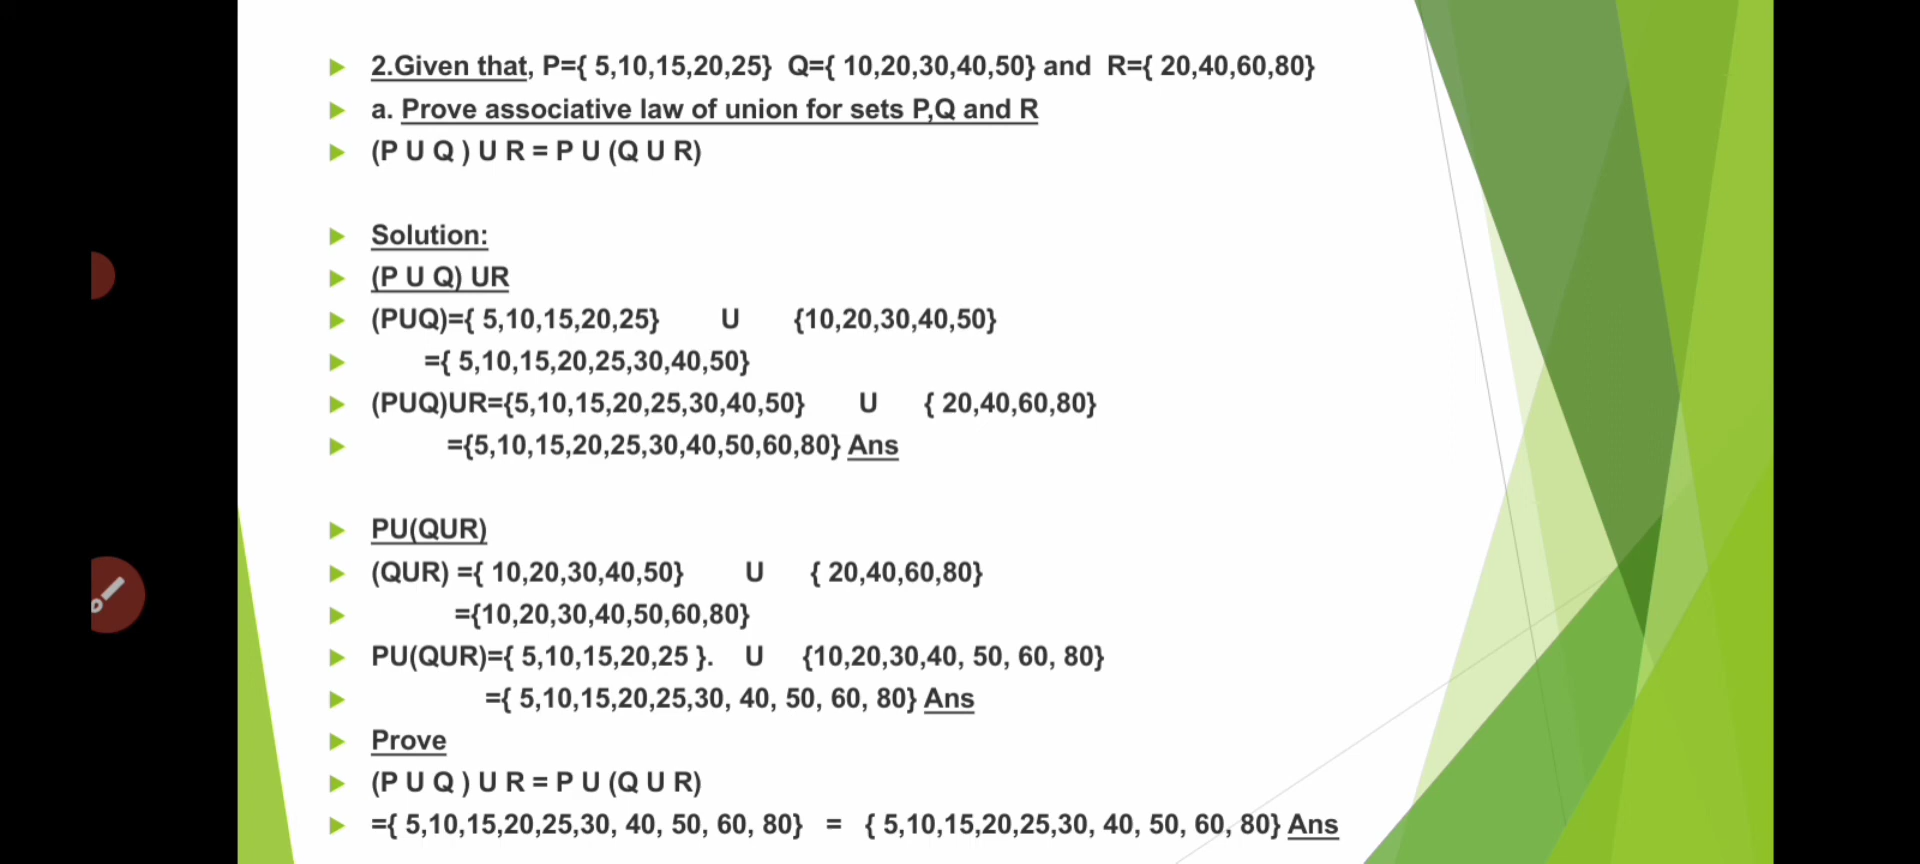 2.Given that, P={ 5,10,15,20,25}  Q={ 10,20,30,40,50} and  R={ 20,40,60,80}
a. Prove associative law of union for sets P,Q and R
(P U Q ) U R = P U (Q U R)
Solution:
(P U Q) UR
(PUQ)={ 5,10,15,20,25}        U       {10,20,30,40,50}
={ 5,10,15,20,25,30,40,50}
(PUQ)UR={5,10,15,20,25,30,40,50}       U      { 20,40,60,80}
={5,10,15,20,25,30,40,50,60,80} Ans
PU(QUR)
(QUR) ={ 10,20,30,40,50}        U      { 20,40,60,80}
={10,20,30,40,50,60,80}
PU(QUR)={ 5,10,15,20,25 }.    U     {10,20,30,40, 50, 60, 80}
={ 5,10,15,20,25,30, 40, 50, 60, 80} Ans
Prove
(P U Q ) U R = P U (Q U R)
={ 5,10,15,20,25,30, 40, 50, 60, 80}   =   { 5,10,15,20,25,30, 40, 50, 60, 80} Ans